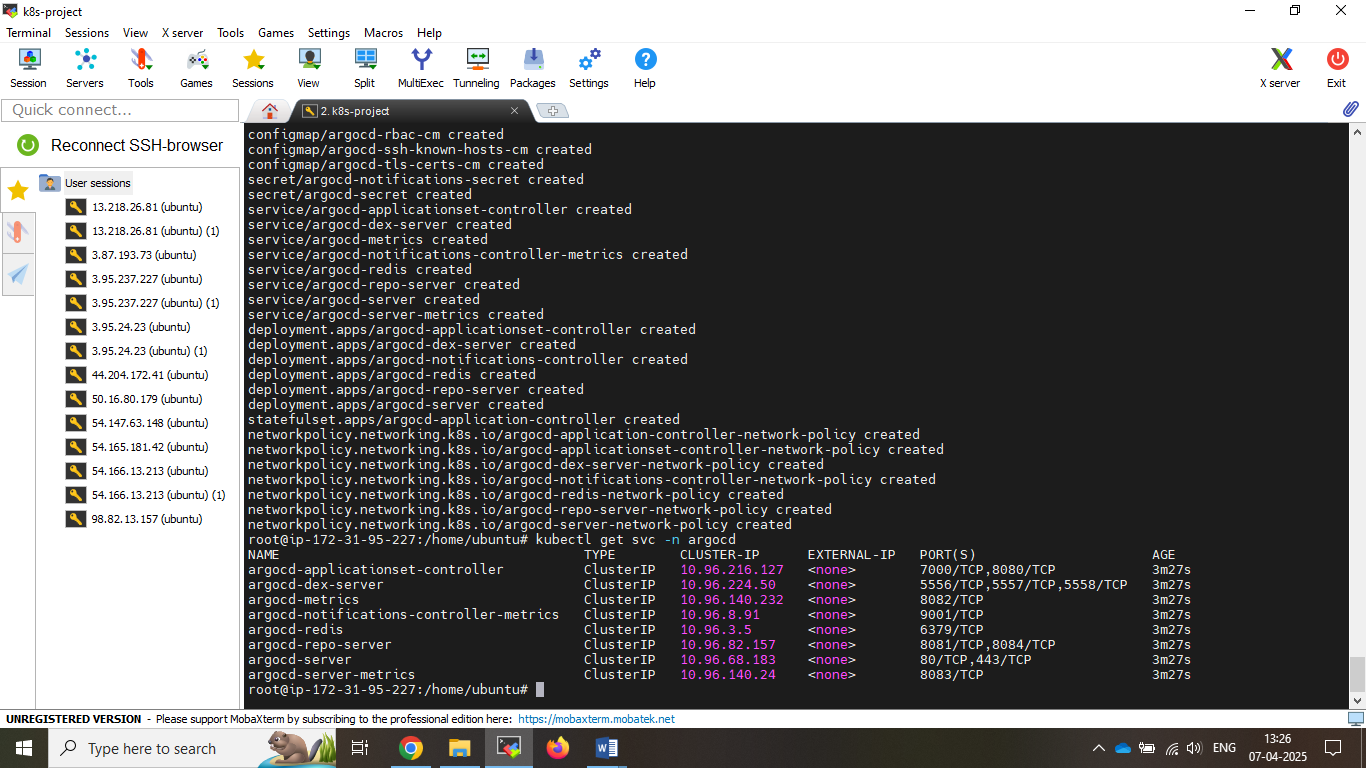 k8s-project
Terminal Sessions View X server Tools Games Settings Macros Help
Session Servers Tools Games Sessions View Split MultiExec Tunneling Packages Settings Help X server Exit
Quick connect...
2. k8s-project
Reconnect SSH-browser
User sessions
13.218.26.81 (ubuntu)
13.218.26.81 (ubuntu) (1)
3.87.193.73 (ubuntu)
3.95.237.227 (ubuntu)
3.95.237.227 (ubuntu) (1)
3.95.24.23 (ubuntu)
3.95.24.23 (ubuntu) (1)
44.204.172.41 (ubuntu)
50.16.80.179 (ubuntu)
54.147.63.148 (ubuntu)
54.165.181.42 (ubuntu)
54.166.13.213 (ubuntu)
54.166.13.213 (ubuntu) (1)
98.82.13.157 (ubuntu)
configmap/argocd-rbac-cm created
configmap/argocd-ssh-known-hosts-cm created
configmap/argocd-tls-certs-cm created
secret/argocd-notifications-secret created
secret/argocd-secret created
service/argocd-applicationset-controller created
service/argocd-dex-server created
service/argocd-metrics created
service/argocd-notifications-controller-metrics created
service/argocd-redis created
service/argocd-repo-server created
service/argocd-server created
service/argocd-server-metrics created
deployment.apps/argocd-applicationset-controller created
deployment.apps/argocd-dex-server created
deployment.apps/argocd-notifications-controller created
deployment.apps/argocd-redis created
deployment.apps/argocd-repo-server created
deployment.apps/argocd-server created
statefulset.apps/argocd-application-controller created
networkpolicy.networking.k8s.io/argocd-application-controller-network-policy created
networkpolicy.networking.k8s.io/argocd-applicationset-controller-network-policy created
networkpolicy.networking.k8s.io/argocd-dex-server-network-policy created
networkpolicy.networking.k8s.io/argocd-notifications-controller-network-policy created
networkpolicy.networking.k8s.io/argocd-redis-network-policy created
networkpolicy.networking.k8s.io/argocd-repo-server-network-policy created
networkpolicy.networking.k8s.io/argocd-server-network-policy created
root@ip-172-31-95-227:/home/ubuntu# kubectl get svc -n argocd
NAME TYPE CLUSTER-IP EXTERNAL-IP PORT(S) AGE
argocd-applicationset-controller ClusterIP 10.96.216.127 <none> 7000/TCP,8080/TCP 3m27s
argocd-dex-server ClusterIP 10.96.224.50 <none> 5556/TCP,5557/TCP,5558/TCP 3m27s
argocd-metrics ClusterIP 10.96.140.232 <none> 8082/TCP 3m27s
argocd-notifications-controller-metrics ClusterIP 10.96.8.91 <none> 9001/TCP 3m27s
argocd-redis ClusterIP 10.96.3.5 <none> 6379/TCP 3m27s
argocd-repo-server ClusterIP 10.96.82.157 <none> 8081/TCP,8084/TCP 3m27s
argocd-server ClusterIP 10.96.68.183 <none> 80/TCP,443/TCP 3m27s
argocd-server-metrics ClusterIP 10.96.140.24 <none> 8083/TCP 3m27s
root@ip-172-31-95-227:/home/ubuntu#
UNREGISTERED VERSION - Please support MobaXterm by subscribing to the professional edition here: https://mobaxterm.mobatek.net
Type here to search
ENG
13:26
07-04-2025